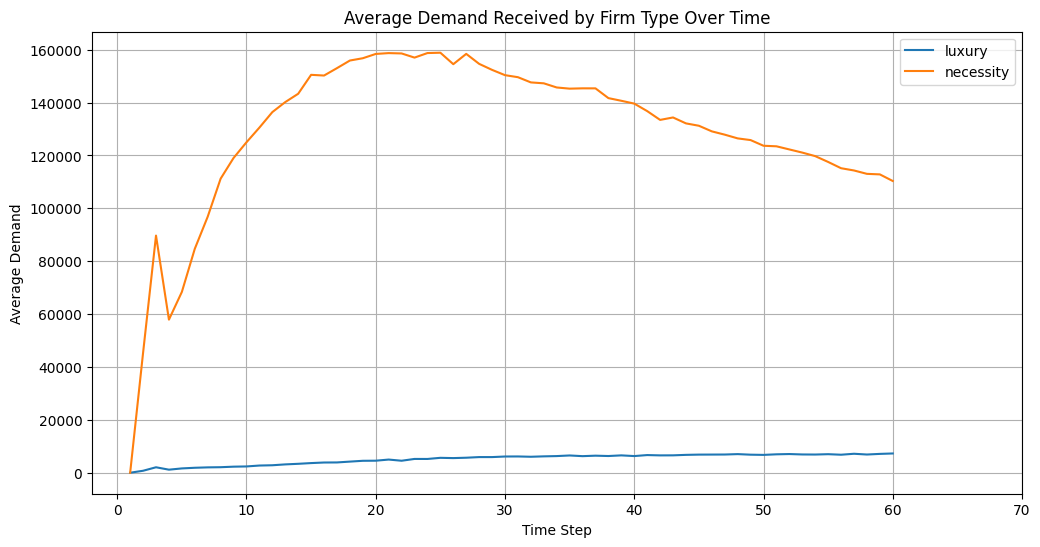 Average Demand Received by Firm Type Over Time
luxury
necessity
160000
140000
120000
100000
80000
60000
40000
20000
0
Average Demand
0 10 20 30 40 50 60 70
Time Step